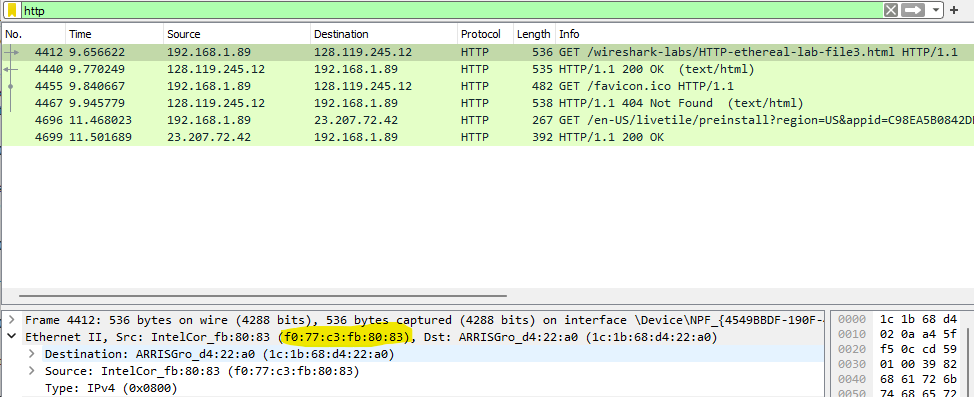 http
No. Time Source Destination Protocol Length Info
4412 9.656622 192.168.1.89 128.119.245.12 HTTP 536 GET /wireshark-labs/HTTP-ethereal-lab-file3.html HTTP/1.1
4440 9.770249 128.119.245.12 192.168.1.89 HTTP 535 HTTP/1.1 200 OK (text/html)
4455 9.840667 192.168.1.89 128.119.245.12 HTTP 482 GET /favicon.ico HTTP/1.1
4467 9.945779 128.119.245.12 192.168.1.89 HTTP 538 HTTP/1.1 404 Not Found (text/html)
4696 11.468023 192.168.1.89 23.207.72.42 HTTP 267 GET /en-US/livetile/preinstall?region=US&appid=C98EA5B0842D
4699 11.501689 23.207.72.42 192.168.1.89 HTTP 392 HTTP/1.1 200 OK
Frame 4412: 536 bytes on wire (4288 bits), 536 bytes captured (4288 bits) on interface \Device\NPF_{4549BBDF-190F-
Ethernet II, Src: IntelCor_fb:80:83 (f0:77:c3:fb:80:83), Dst: ARRISGro_d4:22:a0 (1c:1b:68:d4:22:a0)
Destination: ARRISGro_d4:22:a0 (1c:1b:68:d4:22:a0)
Source: IntelCor_fb:80:83 (f0:77:c3:fb:80:83)
Type: IPv4 (0x0800)
0000 1c 1b 68 d4
0010 02 0a a4 5f
0020 f5 0c cd 59
0030 01 00 39 82
0040 68 61 72 6b
0050 74 68 65 72